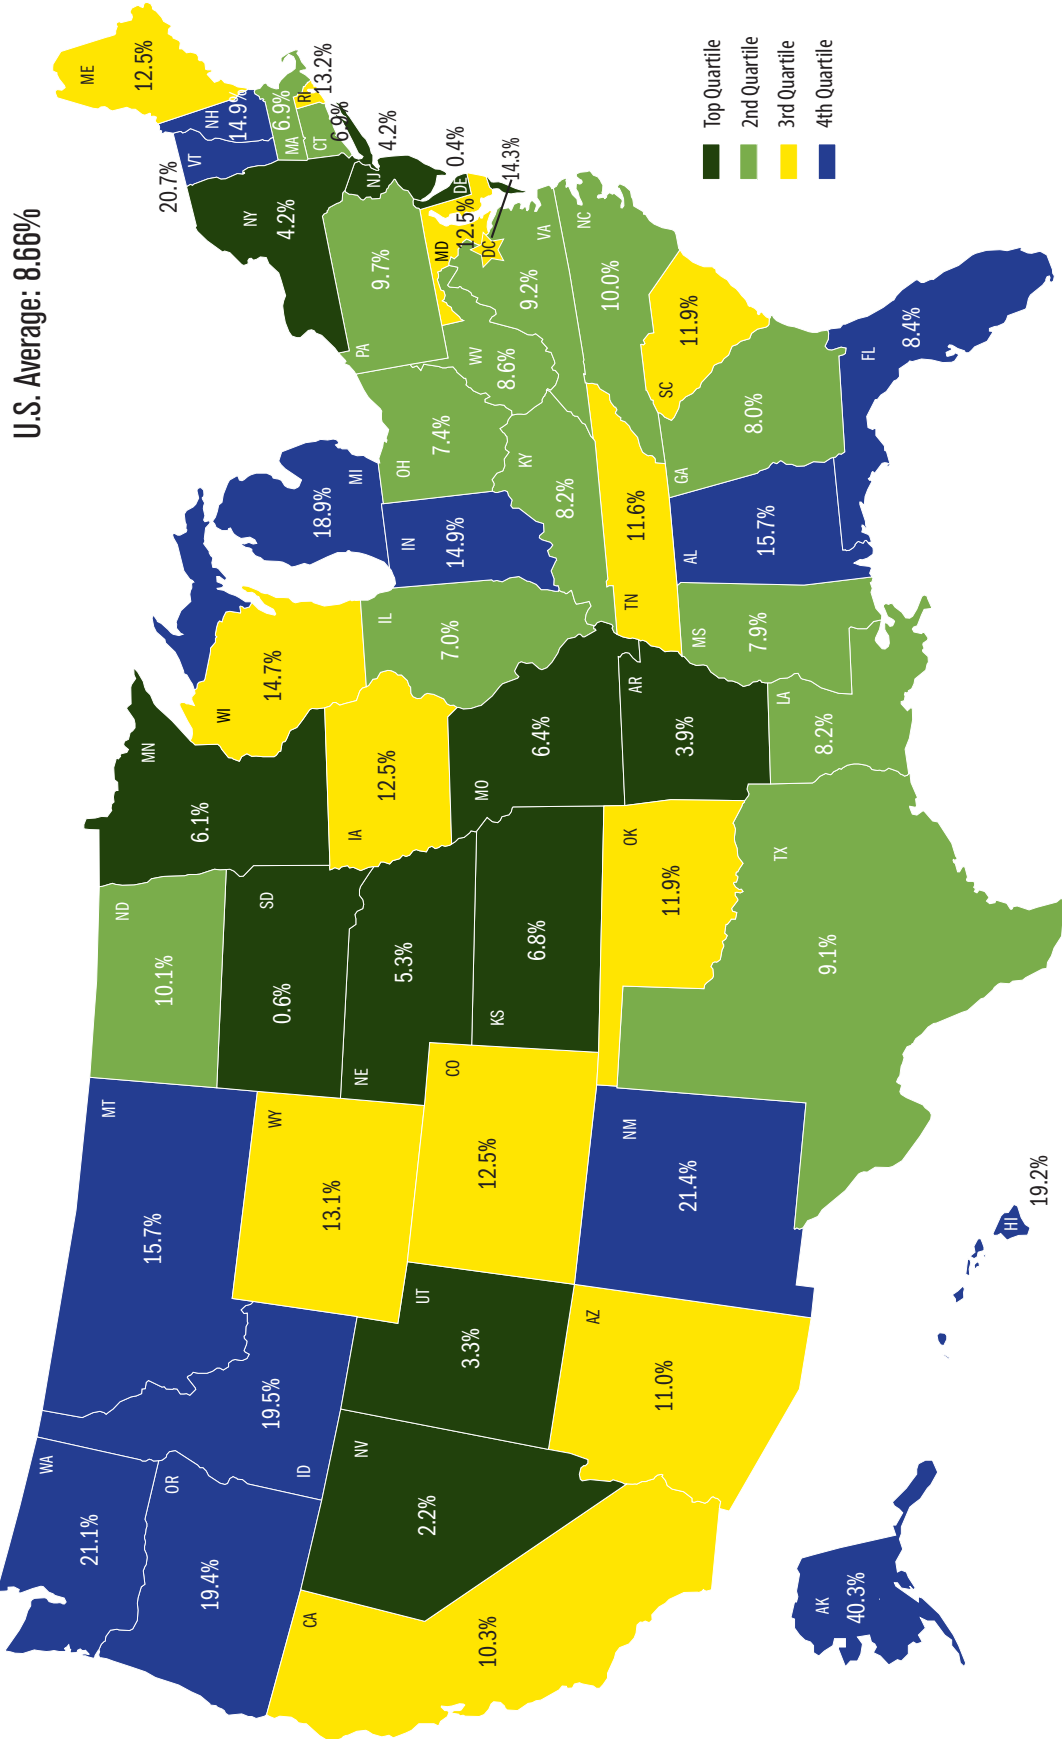 U.S. Average: 8.66%
WA
21.1%
OR
19.4%
CA
10.3%
ID
19.5%
NV
2.2%
MT
15.7%
WY
13.1%
UT
3.3%
AZ
11.0%
CO
12.5%
NM
21.4%
ND
10.1%
SD
0.6%
NE
5.3%
KS
6.8%
OK
11.9%
TX
9.1%
MN
6.1%
IA
12.5%
MO
6.4%
AR
3.9%
LA
8.2%
WI
14.7%
IL
7.0%
MS
7.9%
MI
18.9%
IN
14.9%
OH
7.4%
KY
8.2%
TN
11.6%
AL
15.7%
GA
8.0%
FL
8.4%
SC
11.9%
NC
10.0%
VA
9.2%
WV
8.6%
PA
9.7%
NY
4.2%
VT
20.7%
NH
14.9%
ME
12.5%
MA
6.9%
RI
13.2%
CT
6.9%
NJ
4.2%
DE
0.4%
MD
12.5%
DC
14.3%
AK
40.3%
HI
19.2%
Top Quartile
2nd Quartile
3rd Quartile
4th Quartile